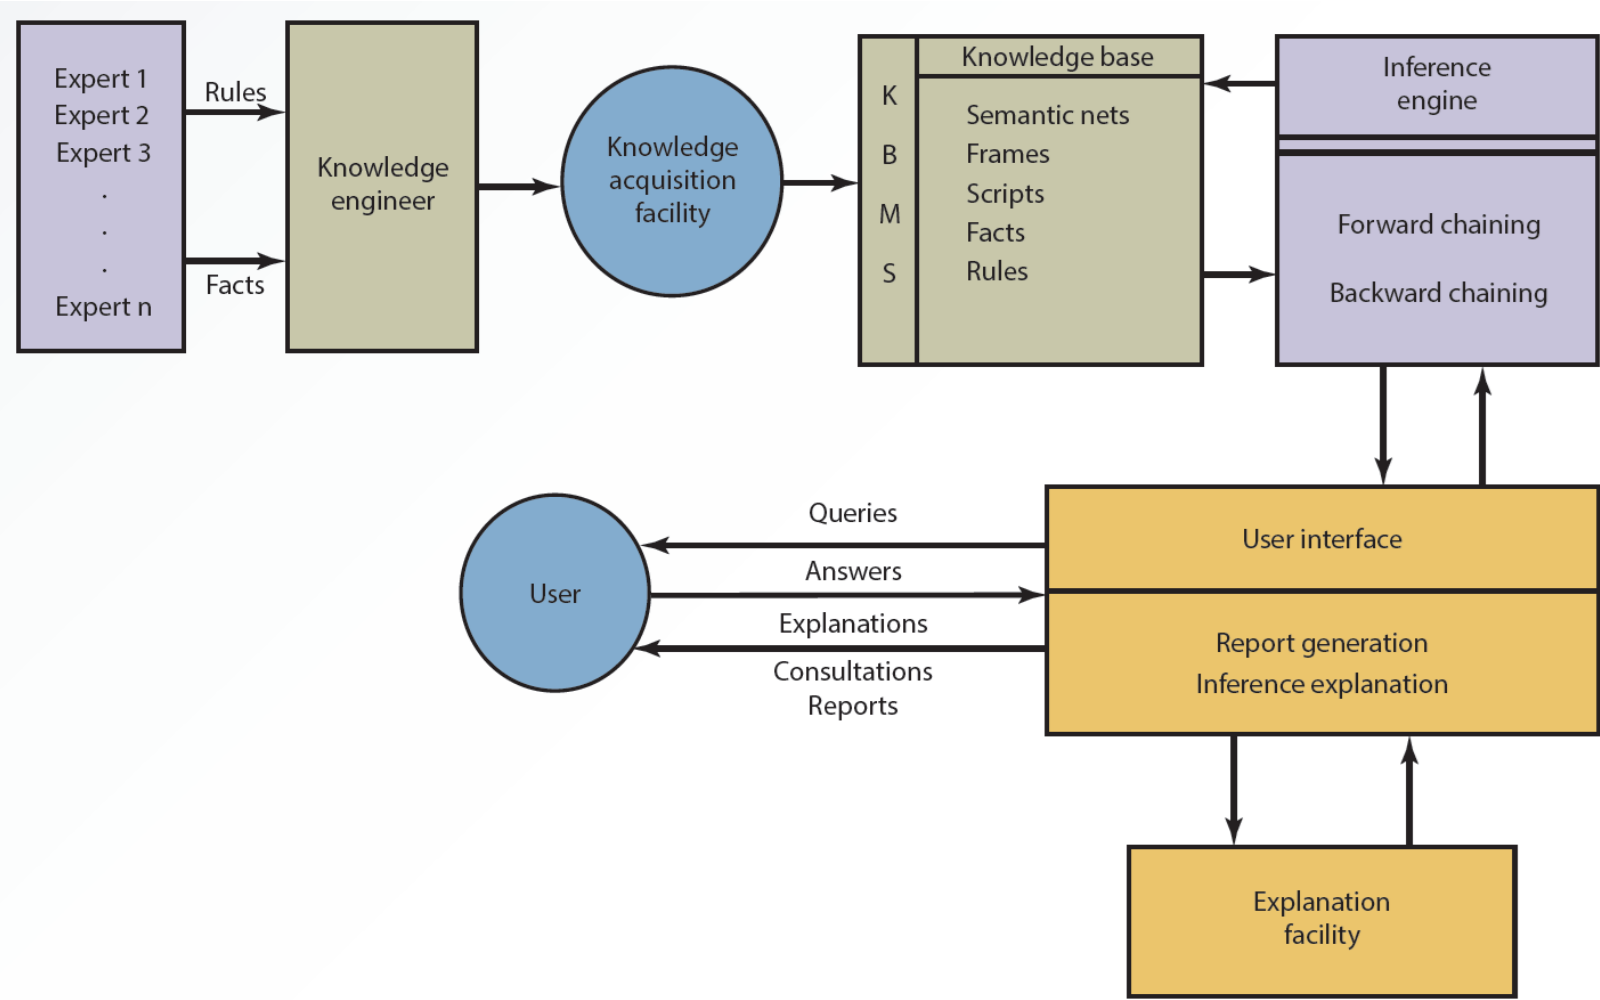 Expert 1
Expert 2
Expert 3
.
.
.
Expert n
Rules
Facts
Knowledge
engineer
Knowledge
acquisition
facility
K
B
M
S
Knowledge base
Semantic nets
Frames
Scripts
Facts
Rules
Inference
engine
Forward chaining
Backward chaining
User
Queries
Answers
Explanations
Consultations
Reports
User interface
Report generation
Inference explanation
Explanation
facility